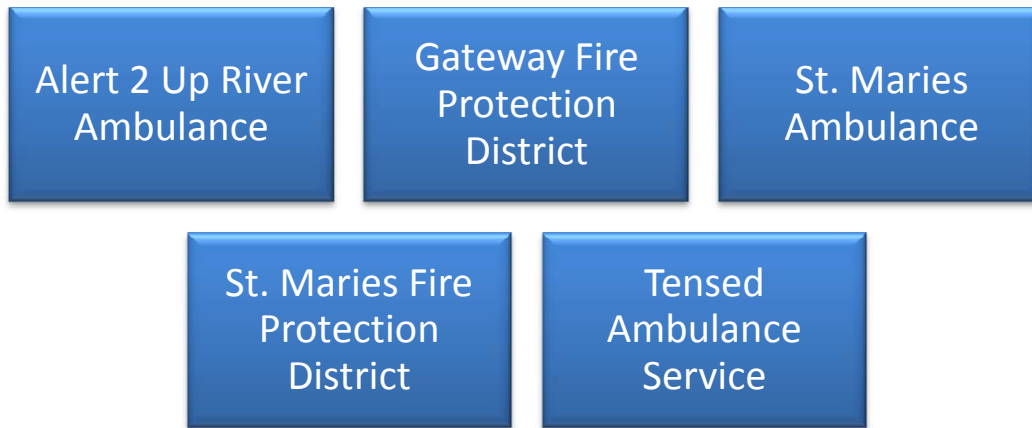 Alert 2 Up River
Ambulance
Gateway Fire
Protection
District
St. Maries
Ambulance
St. Maries Fire
Protection
District
Tensed
Ambulance
Service